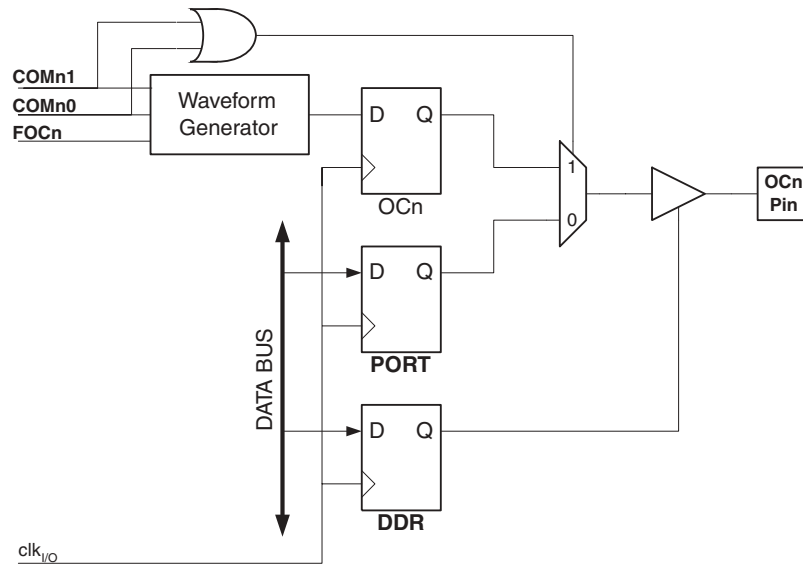 COMn1
COMn0
FOCn
Waveform
Generator
D Q
OCn
1
0
OCn
Pin
D Q
PORT
DATA BUS
D Q
DDR
clkI/O